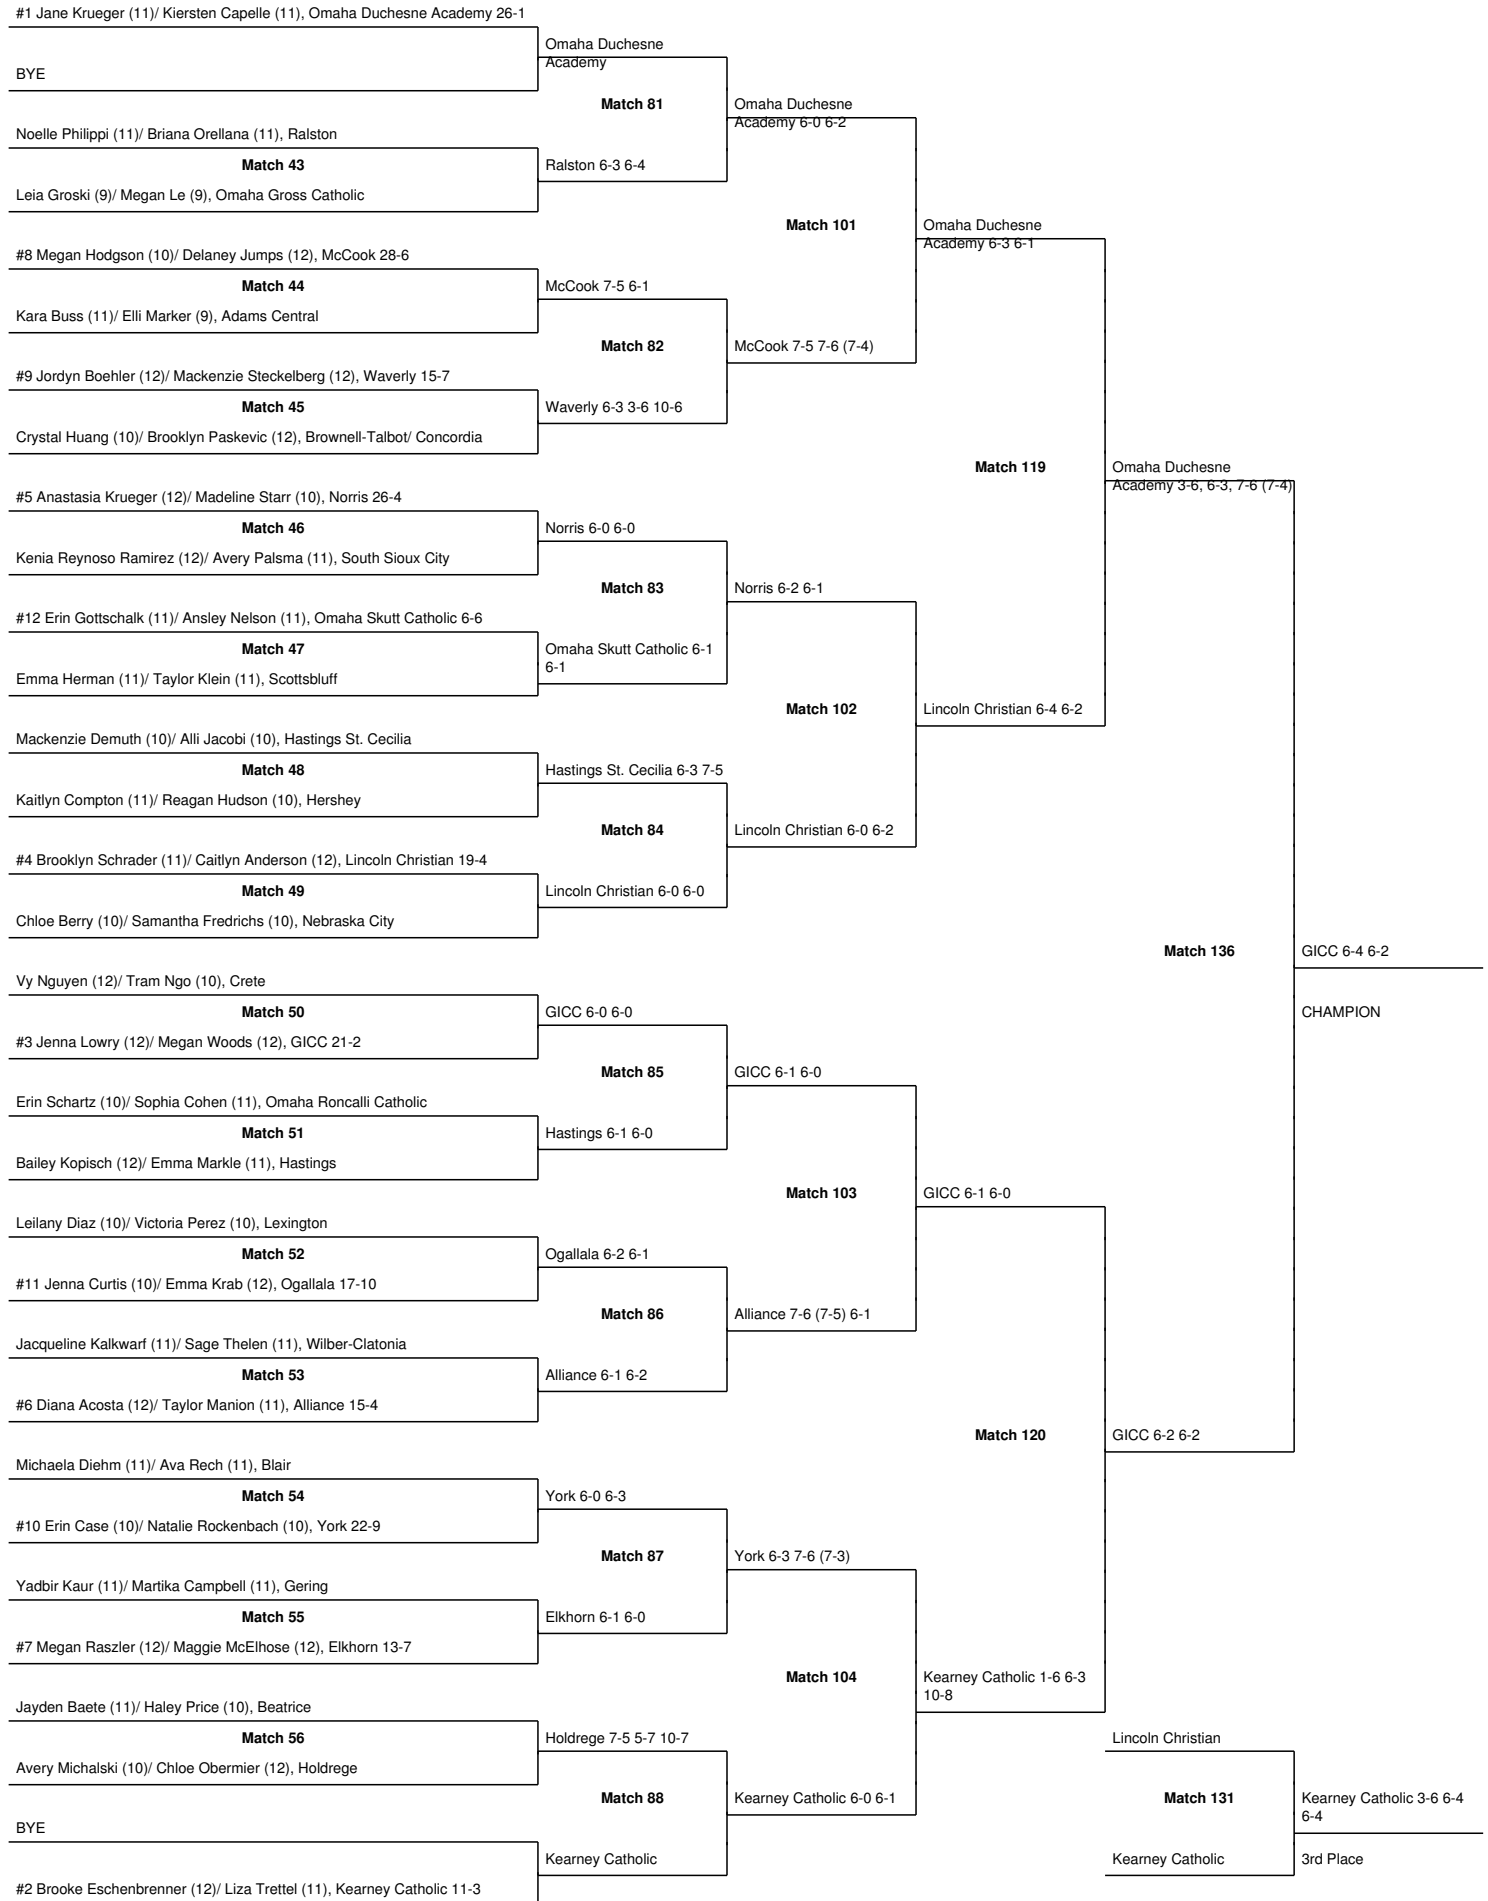 #1 Jane Krueger (11)/ Kiersten Capelle (11), Omaha Duchesne Academy 26-1
Omaha Duchesne
Academy
BYE
Match 81
Omaha Duchesne
Academy 6-0 6-2
Noelle Philippi (11)/ Briana Orellana (11), Ralston
Match 43
Ralston 6-3 6-4
Leia Groski (9)/ Megan Le (9), Omaha Gross Catholic
Match 101
Omaha Duchesne
Academy 6-3 6-1
#8 Megan Hodgson (10)/ Delaney Jumps (12), McCook 28-6
Match 44
McCook 7-5 6-1
Kara Buss (11)/ Elli Marker (9), Adams Central
Match 82
McCook 7-5 7-6 (7-4)
#9 Jordyn Boehler (12)/ Mackenzie Steckelberg (12), Waverly 15-7
Match 45
Waverly 6-3 3-6 10-6
Crystal Huang (10)/ Brooklyn Paskevic (12), Brownell-Talbot/ Concordia
Match 119
Omaha Duchesne
Academy 3-6, 6-3, 7-6 (7-4)
#5 Anastasia Krueger (12)/ Madeline Starr (10), Norris 26-4
Match 46
Norris 6-0 6-0
Kenia Reynoso Ramirez (12)/ Avery Palsma (11), South Sioux City
Match 83
Norris 6-2 6-1
#12 Erin Gottschalk (11)/ Ansley Nelson (11), Omaha Skutt Catholic 6-6
Match 47
Omaha Skutt Catholic 6-1
6-1
Emma Herman (11)/ Taylor Klein (11), Scottsbluff
Match 102
Lincoln Christian 6-4 6-2
Mackenzie Demuth (10)/ Alli Jacobi (10), Hastings St. Cecilia
Match 48
Hastings St. Cecilia 6-3 7-5
Kaitlyn Compton (11)/ Reagan Hudson (10), Hershey
Match 84
Lincoln Christian 6-0 6-2
#4 Brooklyn Schrader (11)/ Caitlyn Anderson (12), Lincoln Christian 19-4
Match 49
Lincoln Christian 6-0 6-0
Chloe Berry (10)/ Samantha Fredrichs (10), Nebraska City
Match 136
GICC 6-4 6-2
Vy Nguyen (12)/ Tram Ngo (10), Crete
Match 50
GICC 6-0 6-0
CHAMPION
#3 Jenna Lowry (12)/ Megan Woods (12), GICC 21-2
Match 85
GICC 6-1 6-0
Erin Schartz (10)/ Sophia Cohen (11), Omaha Roncalli Catholic
Match 51
Hastings 6-1 6-0
Bailey Kopisch (12)/ Emma Markle (11), Hastings
Match 103
GICC 6-1 6-0
Leilany Diaz (10)/ Victoria Perez (10), Lexington
Match 52
Ogallala 6-2 6-1
#11 Jenna Curtis (10)/ Emma Krab (12), Ogallala 17-10
Match 86
Alliance 7-6 (7-5) 6-1
Jacqueline Kalkwarf (11)/ Sage Thelen (11), Wilber-Clatonia
Match 53
Alliance 6-1 6-2
#6 Diana Acosta (12)/ Taylor Manion (11), Alliance 15-4
Match 120
GICC 6-2 6-2
Michaela Diehm (11)/ Ava Rech (11), Blair
Match 54
York 6-0 6-3
#10 Erin Case (10)/ Natalie Rockenbach (10), York 22-9
Match 87
York 6-3 7-6 (7-3)
Yadbir Kaur (11)/ Martika Campbell (11), Gering
Match 55
Elkhorn 6-1 6-0
#7 Megan Raszler (12)/ Maggie McElhose (12), Elkhorn 13-7
Match 104
Kearney Catholic 1-6 6-3
10-8
Jayden Baete (11)/ Haley Price (10), Beatrice
Match 56
Holdrege 7-5 5-7 10-7
Lincoln Christian
Avery Michalski (10)/ Chloe Obermier (12), Holdrege
Match 88
Kearney Catholic 6-0 6-1
Match 131
Kearney Catholic 3-6 6-4
6-4
BYE
Kearney Catholic
Kearney Catholic
3rd Place
#2 Brooke Eschenbrenner (12)/ Liza Trettel (11), Kearney Catholic 11-3